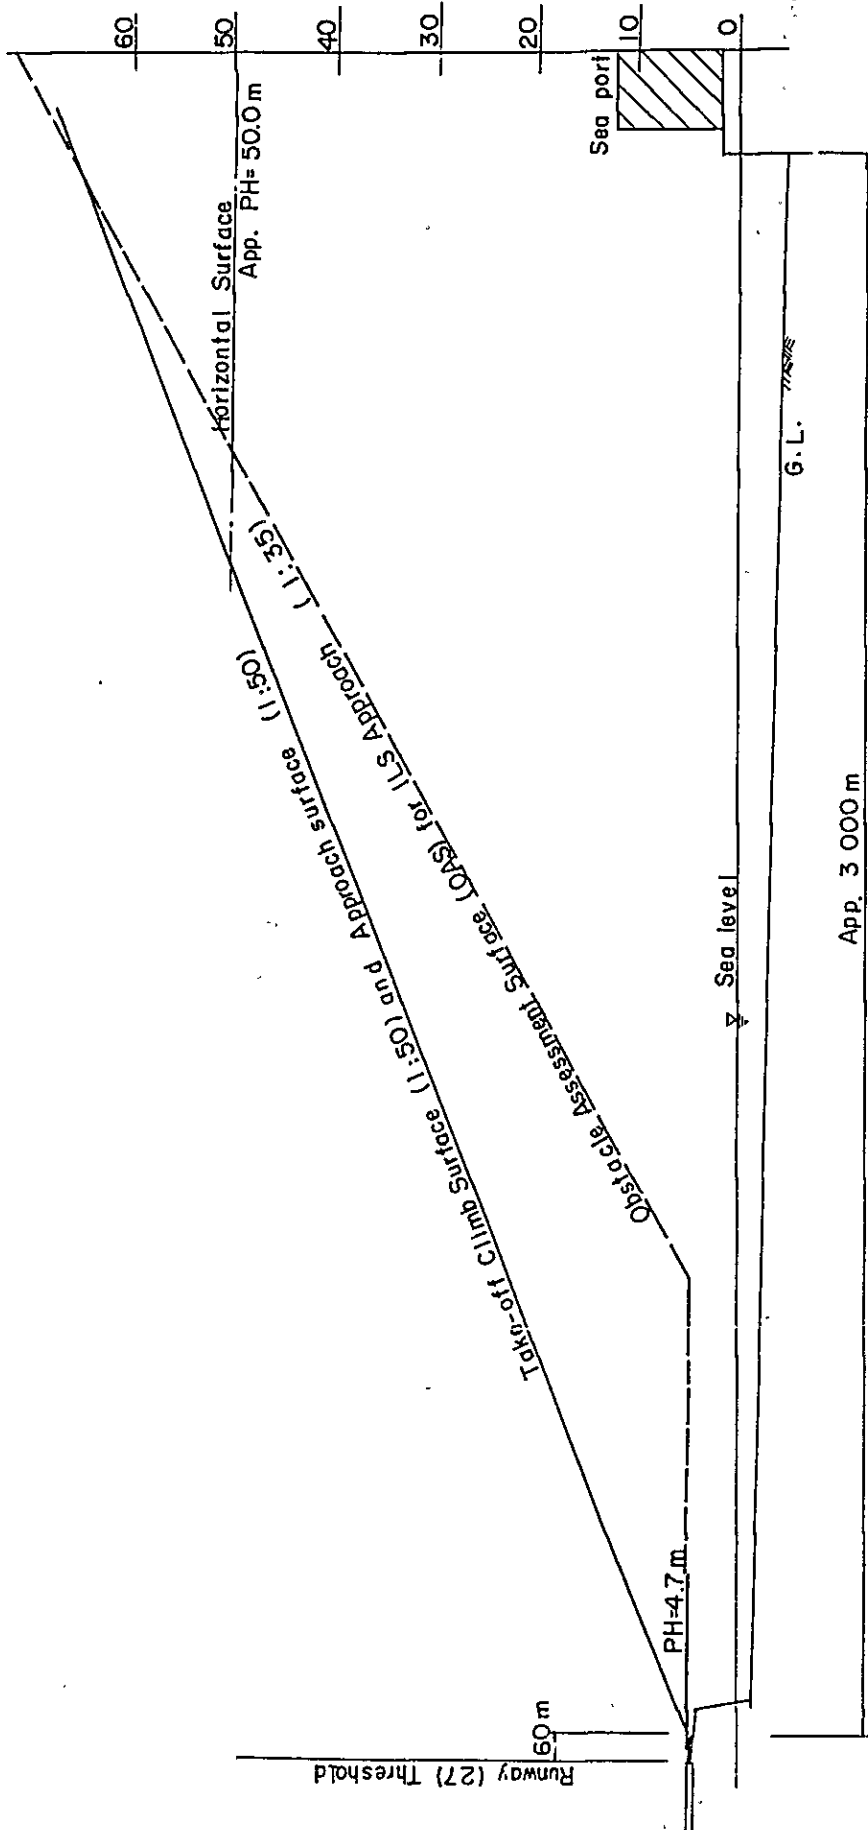 60
50
40
30
20
10
0
Sea port
Horizontal Surface
App. PH=50.0m
Take-off Climb Surface (1:50) and Approach surface (1:50)
Obstacle Assessment Surface (OAS) for ILS Approach (1:35)
G.L.
Sea level
App. 3 000 m
PH=4.7m
60m
Runway (27) Threshold